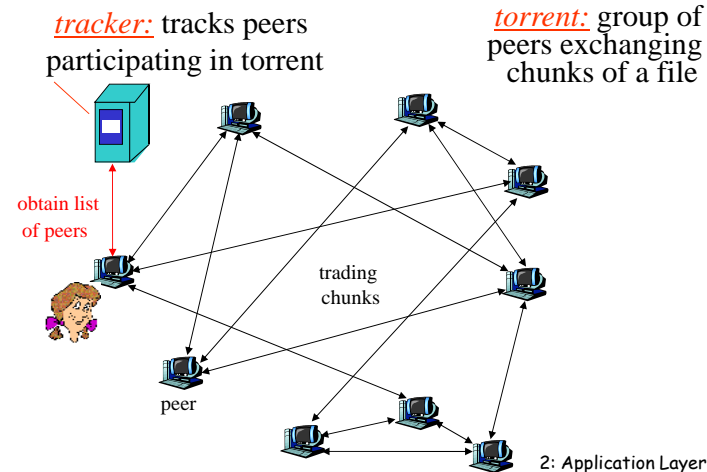 tracker: tracks peers
participating in torrent
torrent: group of
peers exchanging
chunks of a file
obtain list
of peers
trading
chunks
peer
2: Application Layer